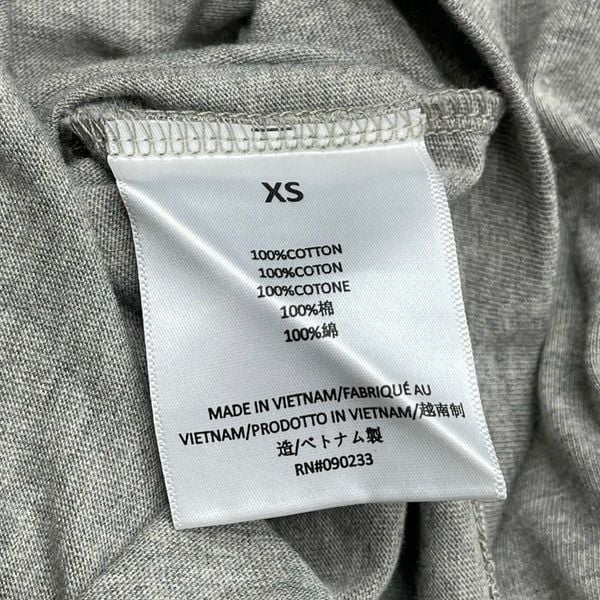 XS
100%COTTON
100%COTON
100%COTONE
100%棉
100%綿
MADE IN VIETNAM/FABRIQUÉ AU
VIETNAM/PRODOTTO IN VIETNAM/越南制
造/ベトナム製
RN#090233